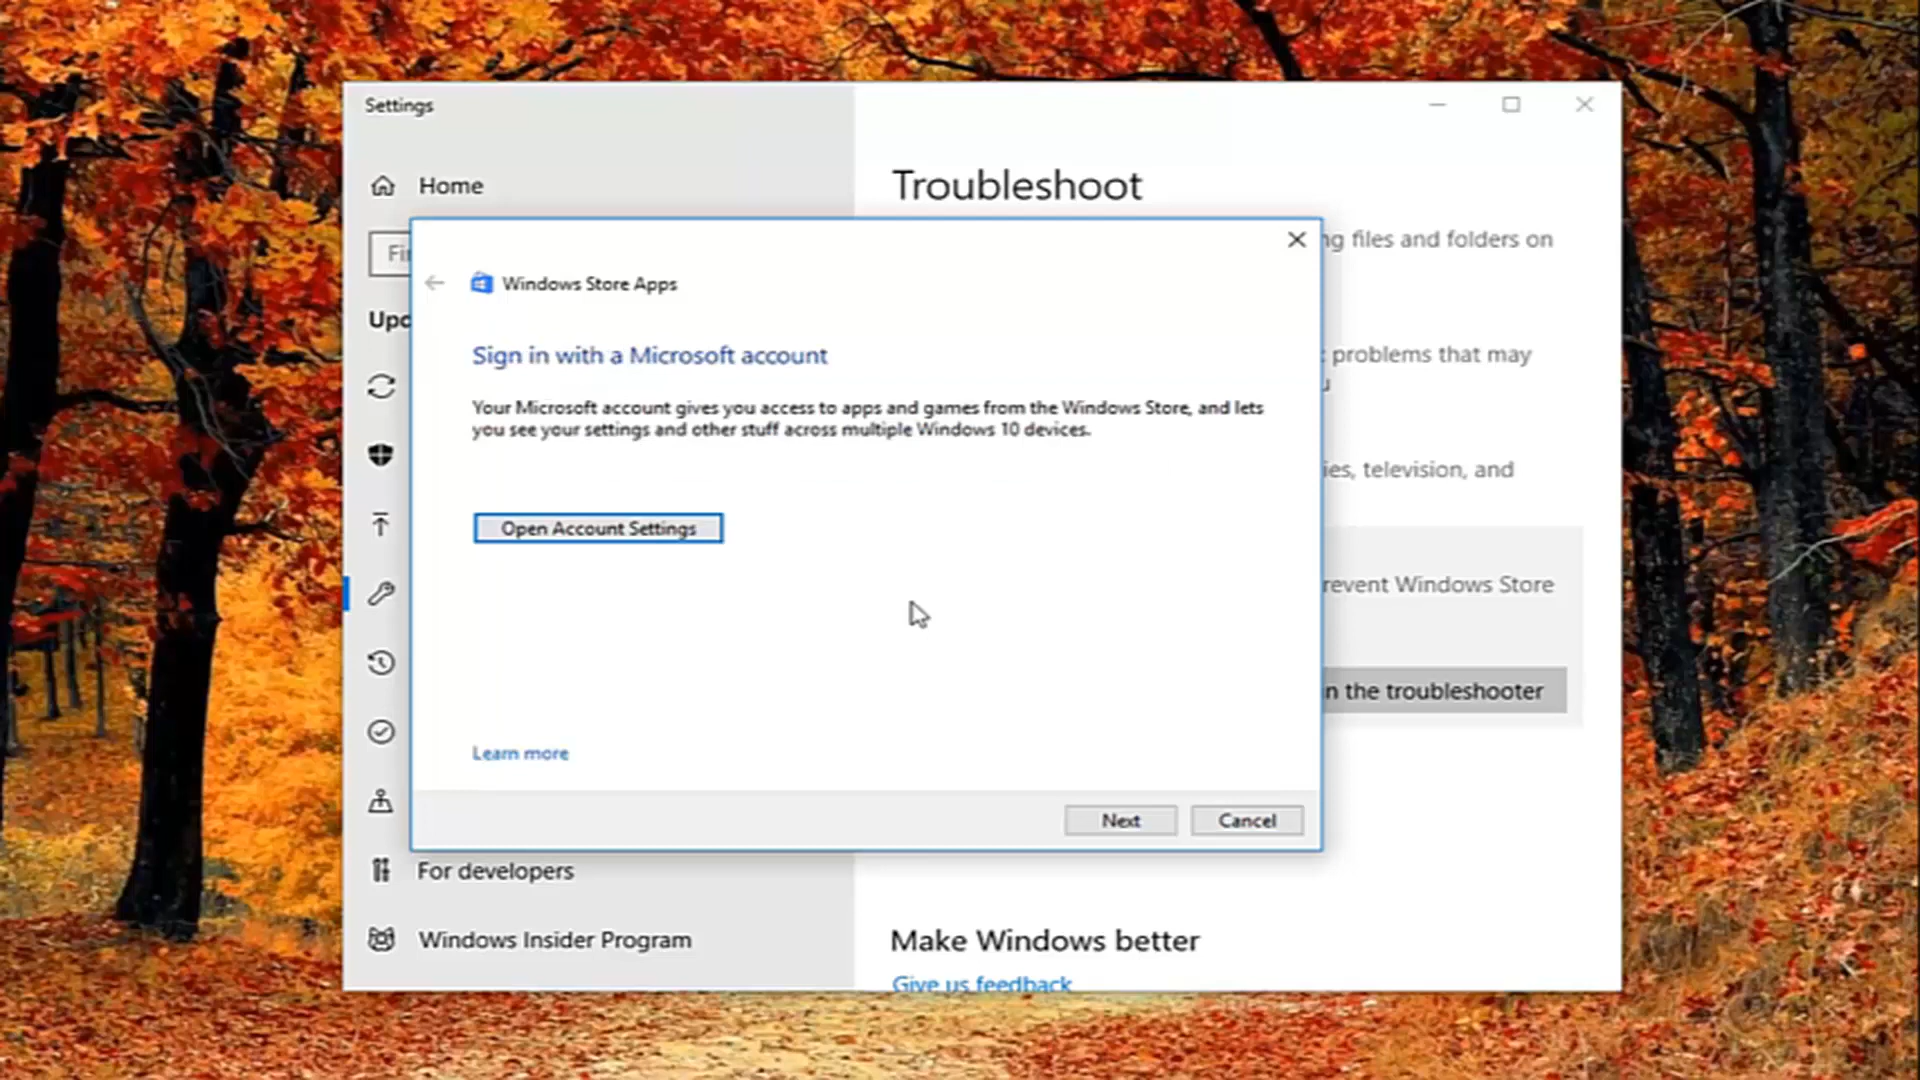 Settings
Home
Troubleshoot
Fi
ng files and folders on
Windows Store Apps
Upd
Sign in with a Microsoft account
problems that may
u
Your Microsoft account gives you access to apps and games from the Windows Store, and lets
you see your settings and other stuff across multiple Windows 10 devices.
ies, television, and
Open Account Settings
revent Windows Store
n the troubleshooter
Learn more
Next
Cancel
For developers
Windows Insider Program
Make Windows better
Give us feedback